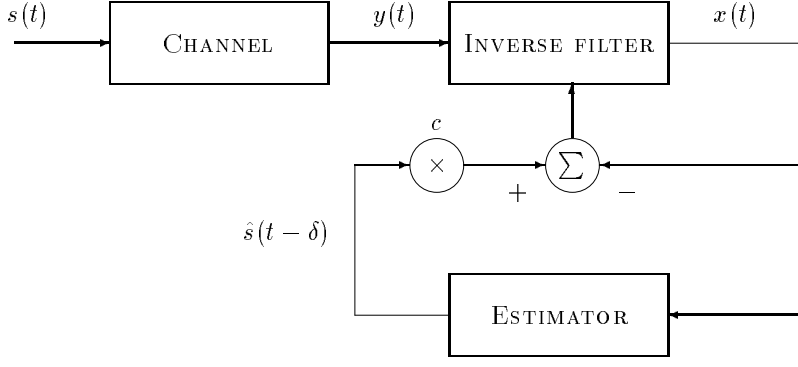 s(t) y(t) x(t)
CHANNEL INVERSE FILTER
c
× ∑
+ −
ŝ(t − δ)
ESTIMATOR